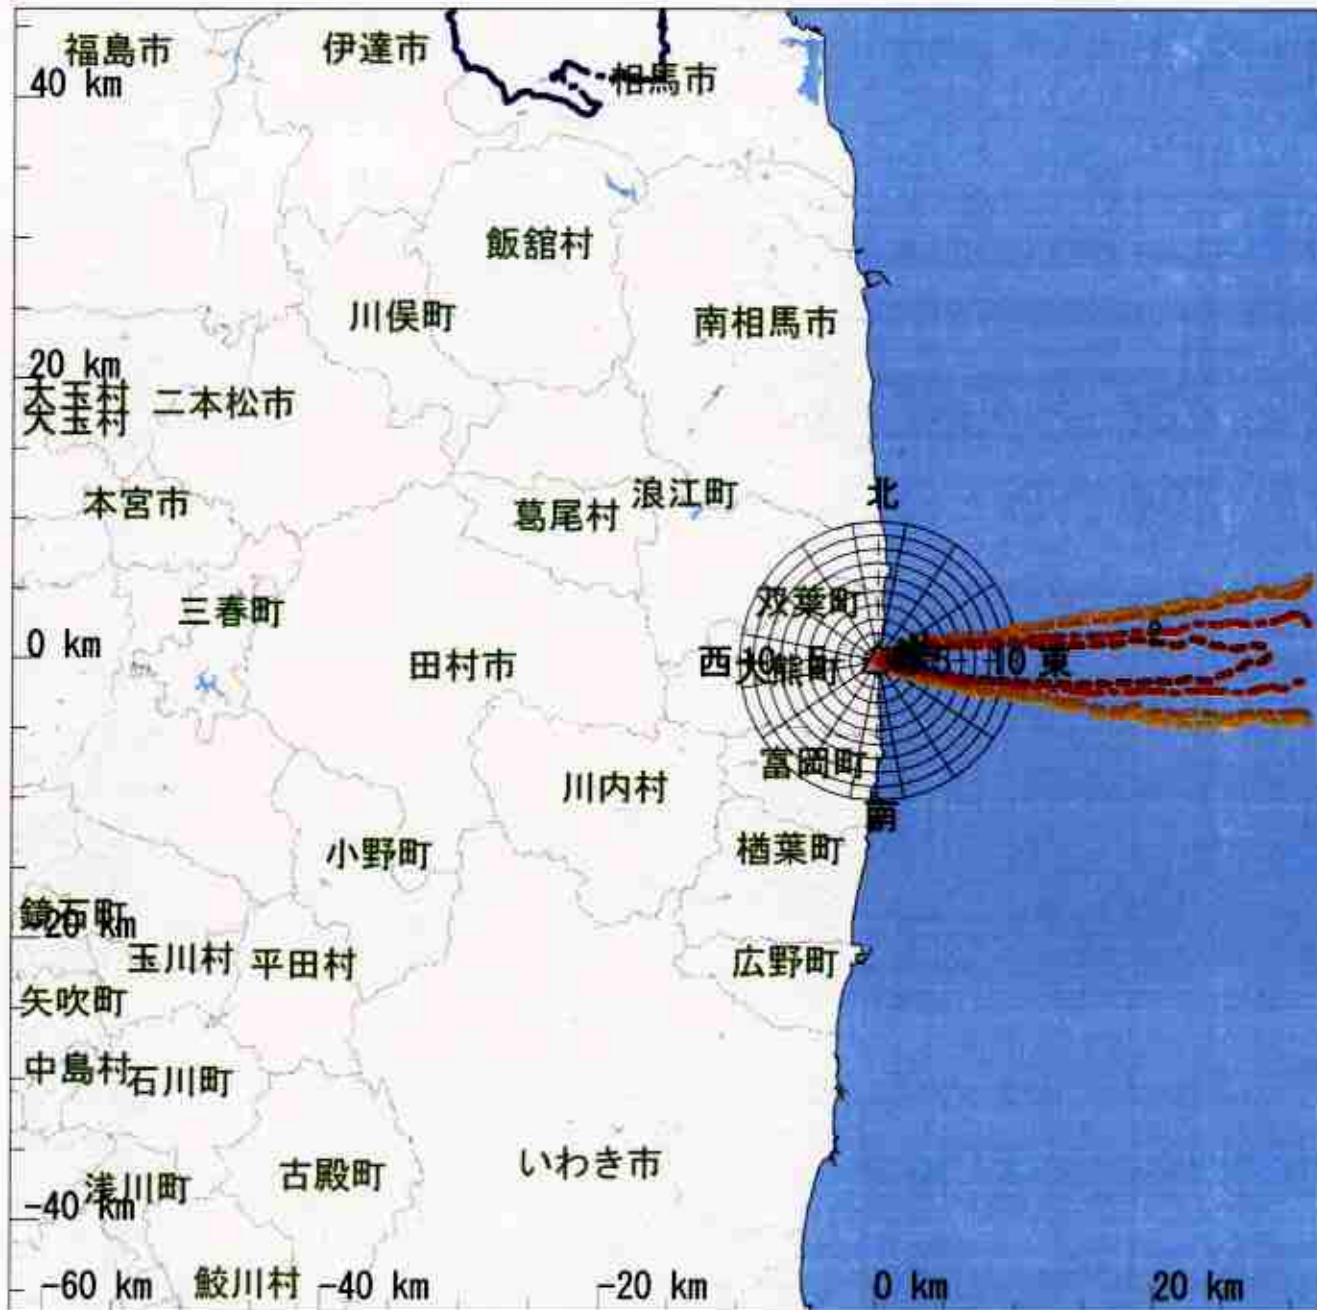 福島市
伊達市
相馬市
40 km
飯舘村
川俣町
南相馬市
20 km
大玉村
大玉村
二本松市
本宮市
葛尾村
浪江町
北
三春町
双葉町
0 km
田村市
西
10
5
大熊町
5
10
東
富岡町
川内村
南
小野町
楢葉町
鏡石町
-20 km
玉川村
平田村
広野町
矢吹町
中島村
石川町
いわき市
浅川町
古殿町
-40 km
-60 km
鮫川村
-40 km
-20 km
0 km
20 km